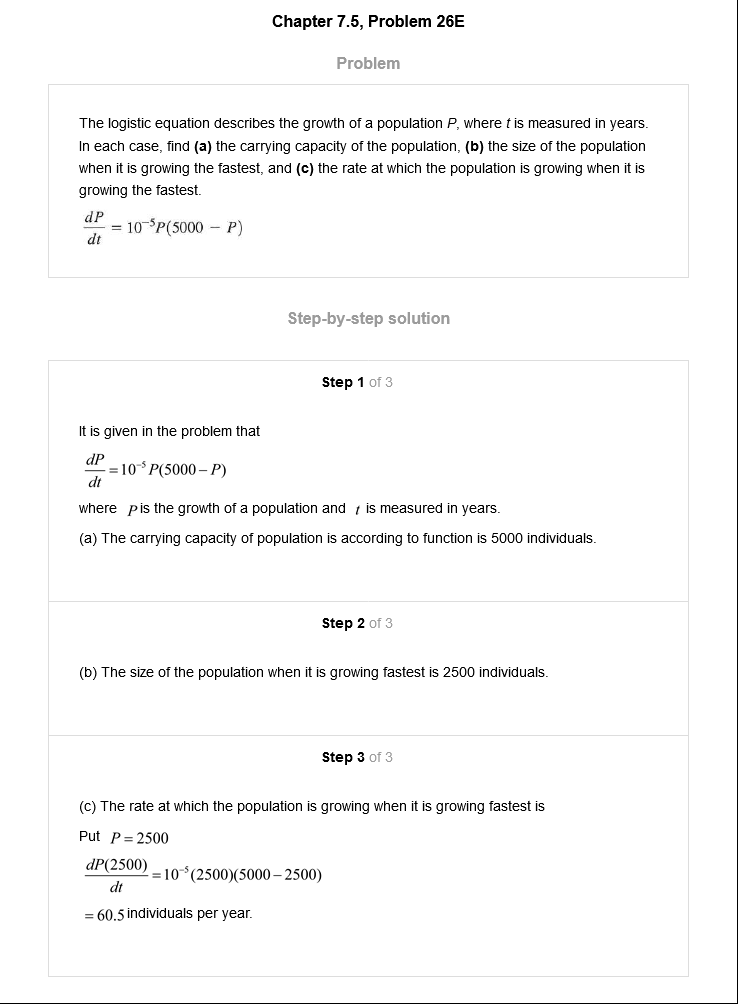 Chapter 7.5, Problem 26E
Problem
The logistic equation describes the growth of a population P, where t is measured in years.
In each case, find (a) the carrying capacity of the population, (b) the size of the population
when it is growing the fastest, and (c) the rate at which the population is growing when it is
growing the fastest.
dP/dt = 10⁻⁵P(5000 − P)
Step-by-step solution
Step 1 of 3
It is given in the problem that
dP/dt = 10⁻⁵ P(5000 − P)
where P is the growth of a population and t is measured in years.
(a) The carrying capacity of population is according to function is 5000 individuals.
Step 2 of 3
(b) The size of the population when it is growing fastest is 2500 individuals.
Step 3 of 3
(c) The rate at which the population is growing when it is growing fastest is
Put P = 2500
dP(2500)/dt = 10⁻⁵ (2500)(5000 − 2500)
= 60.5 individuals per year.